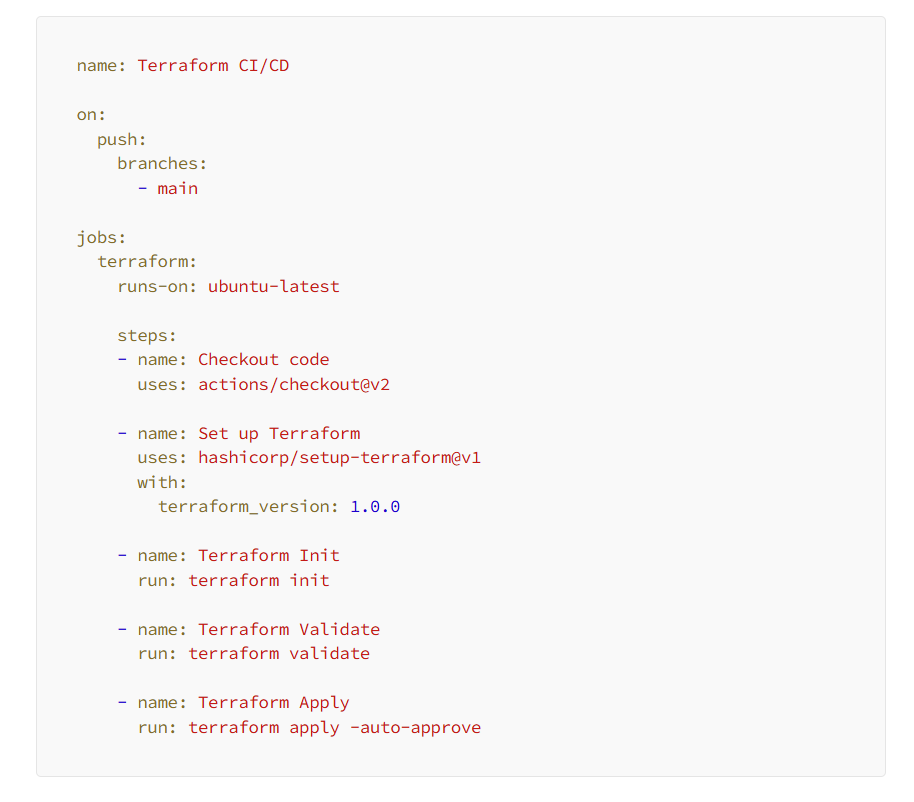 name: Terraform CI/CD
on:
  push:
    branches:
      - main
jobs:
  terraform:
    runs-on: ubuntu-latest
    steps:
    - name: Checkout code
      uses: actions/checkout@v2
    - name: Set up Terraform
      uses: hashicorp/setup-terraform@v1
      with:
        terraform_version: 1.0.0
    - name: Terraform Init
      run: terraform init
    - name: Terraform Validate
      run: terraform validate
    - name: Terraform Apply
      run: terraform apply -auto-approve